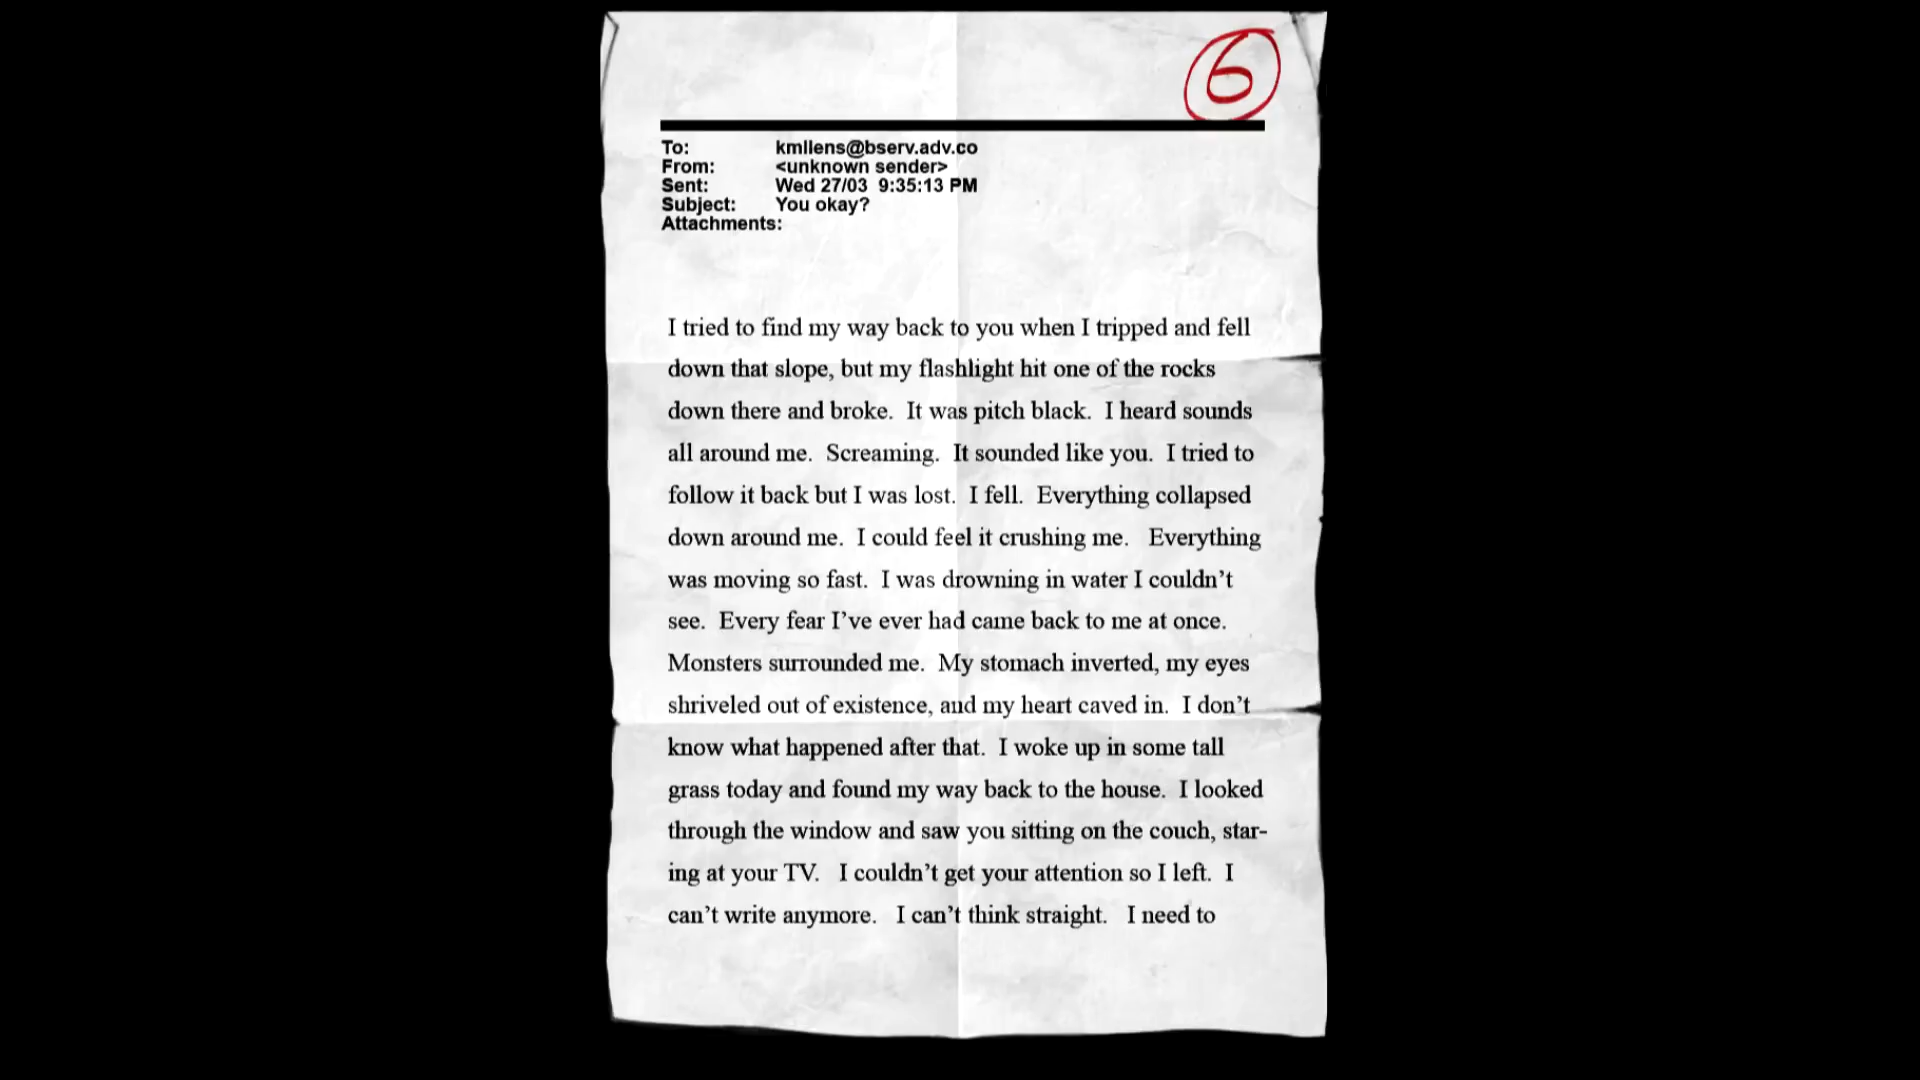 6
To: kmllens@bserv.adv.co
From: <unknown sender>
Sent: Wed 27/03  9:35:13 PM
Subject: You okay?
Attachments:
I tried to find my way back to you when I tripped and fell
down that slope, but my flashlight hit one of the rocks
down there and broke.  It was pitch black.  I heard sounds
all around me.  Screaming.  It sounded like you.  I tried to
follow it back but I was lost.  I fell.  Everything collapsed
down around me.  I could feel it crushing me.   Everything
was moving so fast.  I was drowning in water I couldn’t
see.  Every fear I’ve ever had came back to me at once.
Monsters surrounded me.  My stomach inverted, my eyes
shriveled out of existence, and my heart caved in.  I don’t
know what happened after that.  I woke up in some tall
grass today and found my way back to the house.  I looked
through the window and saw you sitting on the couch, star-
ing at your TV.   I couldn’t get your attention so I left.  I
can’t write anymore.   I can’t think straight.   I need to